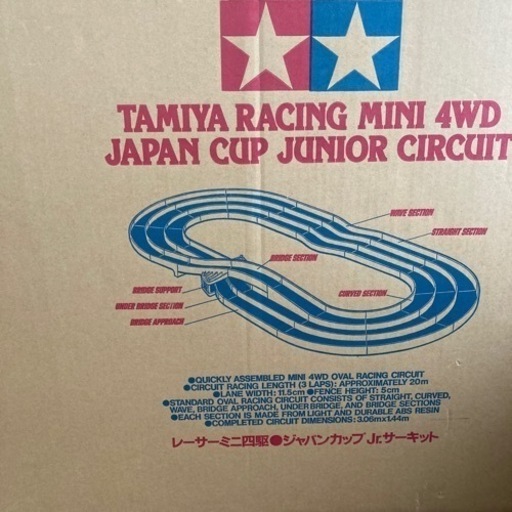 TAMIYA RACING MINI 4WD
JAPAN CUP JUNIOR CIRCUIT
WAVE SECTION
STRAIGHT SECTION
BRIDGE SECTION
BRIDGE SUPPORT
CURVED SECTION
UNDER BRIDGE SECTION
BRIDGE APPROACH
●QUICKLY ASSEMBLED MINI 4WD OVAL RACING CIRCUIT
●CIRCUIT RACING LENGTH (3 LAPS): APPROXIMATELY 20m
●LANE WIDTH: 11.5cm ●FENCE HEIGHT: 5cm
●STANDARD OVAL RACING CIRCUIT CONSISTS OF STRAIGHT, CURVED,
WAVE, BRIDGE APPROACH, UNDER BRIDGE, AND BRIDGE SECTIONS
●EACH SECTION IS MADE FROM LIGHT AND DURABLE ABS RESIN
●COMPLETED CIRCUIT DIMENSIONS: 3.06m×1.44m
レーサーミニ四駆●ジャパンカップJr.サーキット